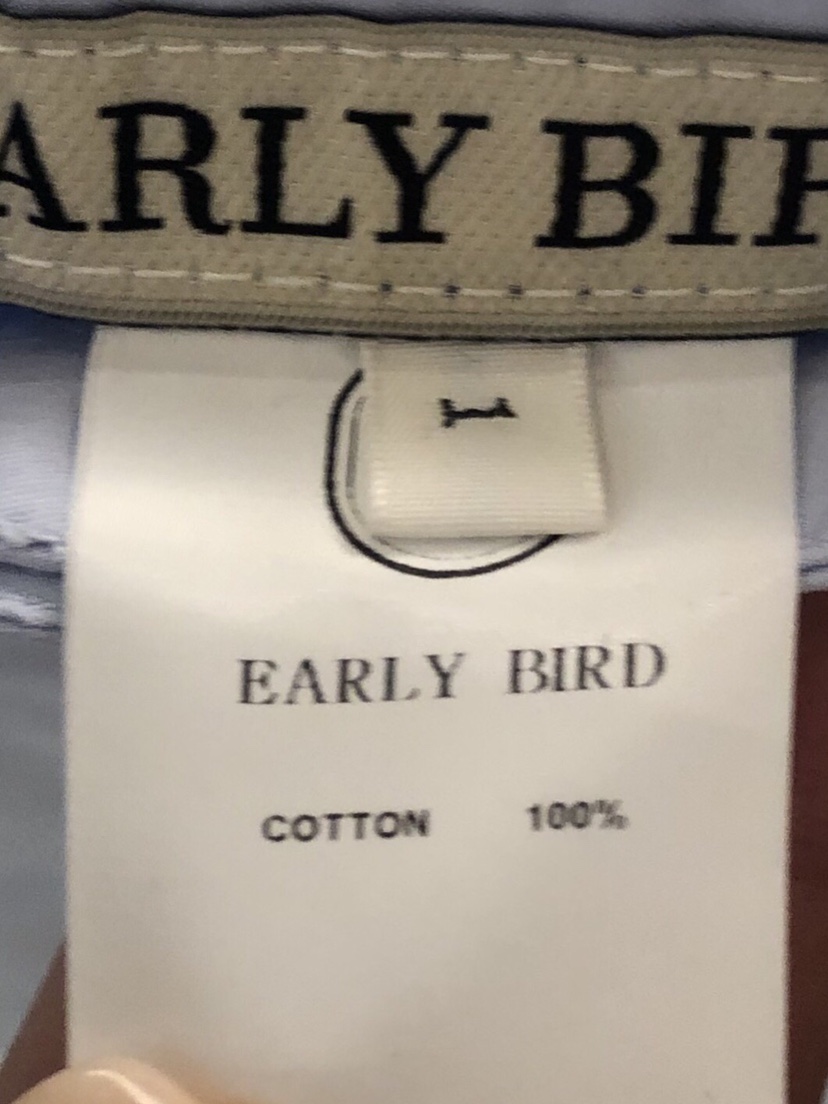 ARLY BIR
1
EARLY BIRD
COTTON 100%